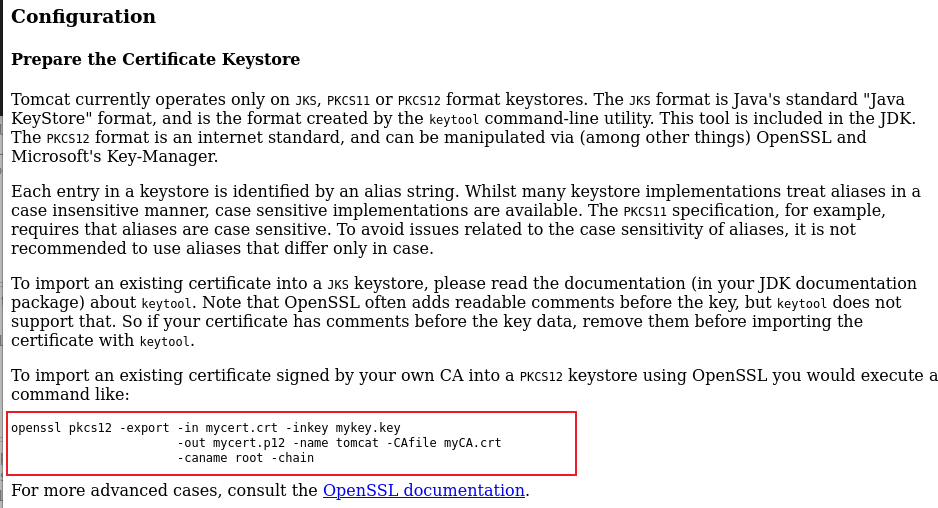 Configuration
Prepare the Certificate Keystore
Tomcat currently operates only on JKS, PKCS11 or PKCS12 format keystores. The JKS format is Java's standard "Java
KeyStore" format, and is the format created by the keytool command-line utility. This tool is included in the JDK.
The PKCS12 format is an internet standard, and can be manipulated via (among other things) OpenSSL and
Microsoft's Key-Manager.
Each entry in a keystore is identified by an alias string. Whilst many keystore implementations treat aliases in a
case insensitive manner, case sensitive implementations are available. The PKCS11 specification, for example,
requires that aliases are case sensitive. To avoid issues related to the case sensitivity of aliases, it is not
recommended to use aliases that differ only in case.
To import an existing certificate into a JKS keystore, please read the documentation (in your JDK documentation
package) about keytool. Note that OpenSSL often adds readable comments before the key, but keytool does not
support that. So if your certificate has comments before the key data, remove them before importing the
certificate with keytool.
To import an existing certificate signed by your own CA into a PKCS12 keystore using OpenSSL you would execute a
command like:
openssl pkcs12 -export -in mycert.crt -inkey mykey.key
-out mycert.p12 -name tomcat -CAfile myCA.crt
-caname root -chain
For more advanced cases, consult the OpenSSL documentation.